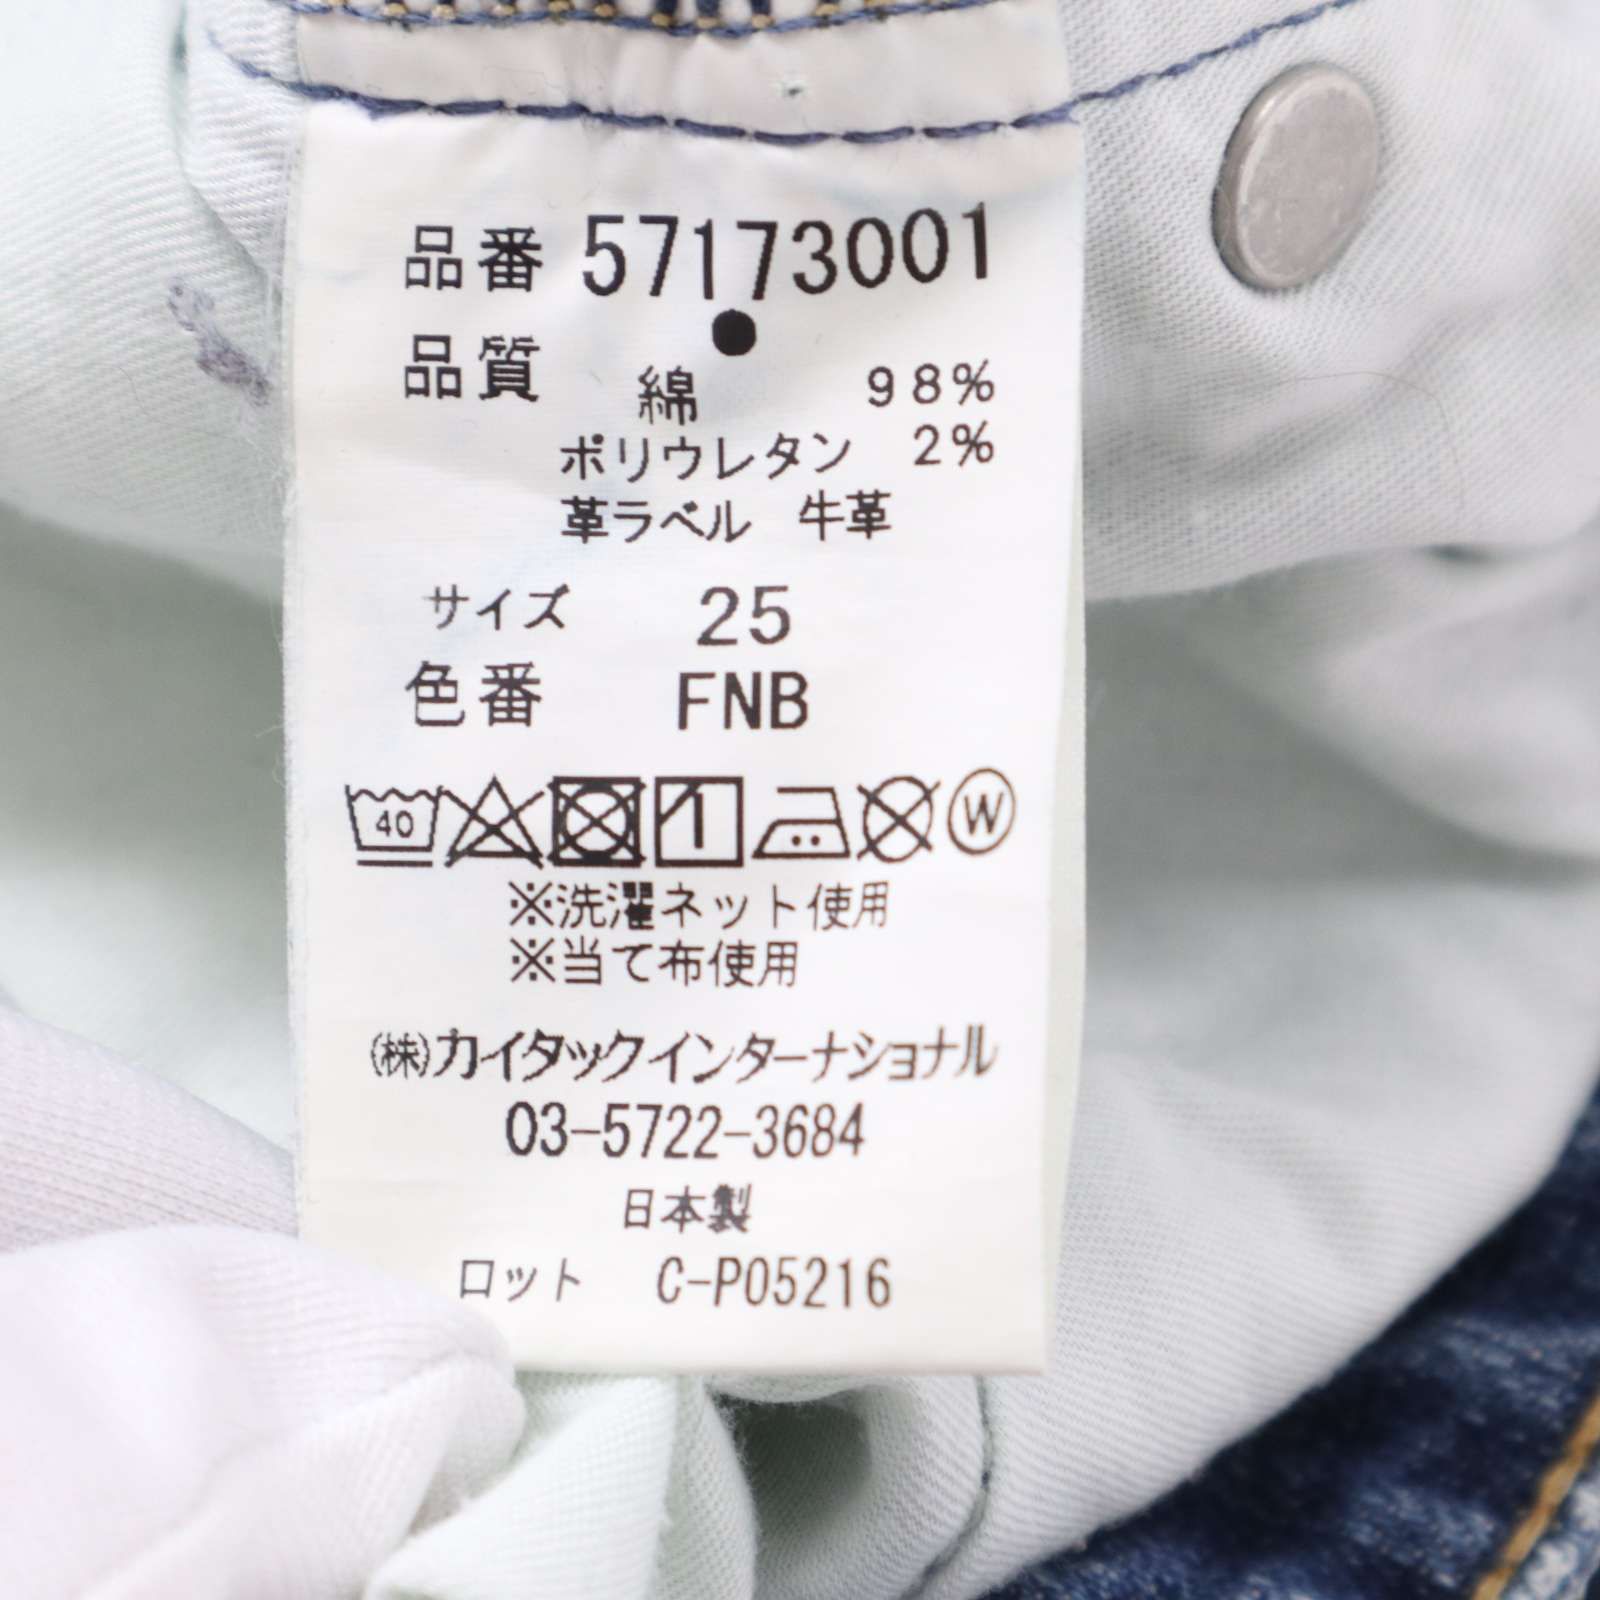 品番 57173001
品質
綿 98%
ポリウレタン 2%
革ラベル 牛革
サイズ 25
色番 FNB
40 W
※洗濯ネット使用
※当て布使用
㈱カイタックインターナショナル
03-5722-3684
日本製
ロット C-P05216